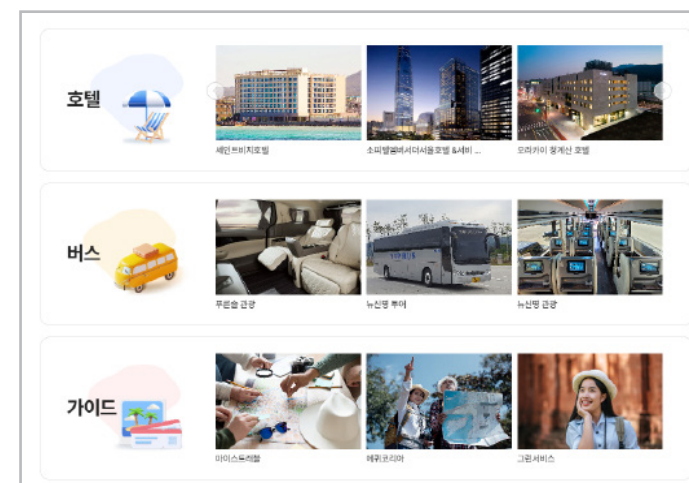 호텔
세인트비치호텔
소피텔앰버서더서울호텔 &서비 ...
오라카이 청계산 호텔
버스
푸른솔 관광
뉴신명 투어
뉴신명 관광
가이드
마이스트래블
에퀴코리아
그린서비스